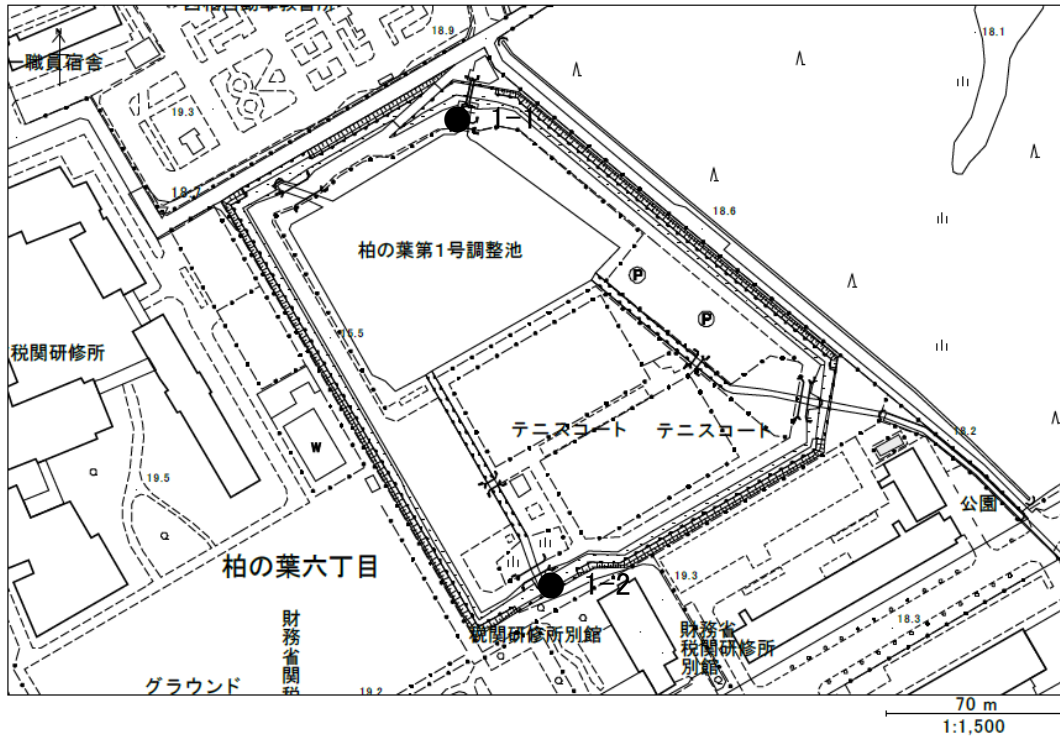 18.9
18.1
N
職員宿舎
19.3
1-1
18.7
18.6
柏の葉第1号調整池
P
P
15.5
税関研修所
テニスコート
テニスコート
W
18.2
19.5
公園
柏の葉六丁目
19.3
1-2
18.3
税関研修所別館
財務省
税関研修所
別館
財務省関税
グラウンド
19.2
70 m
1:1,500